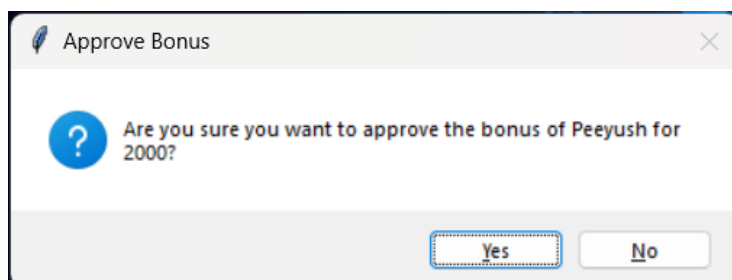 Approve Bonus
Are you sure you want to approve the bonus of Peeyush for
2000?
Yes
No